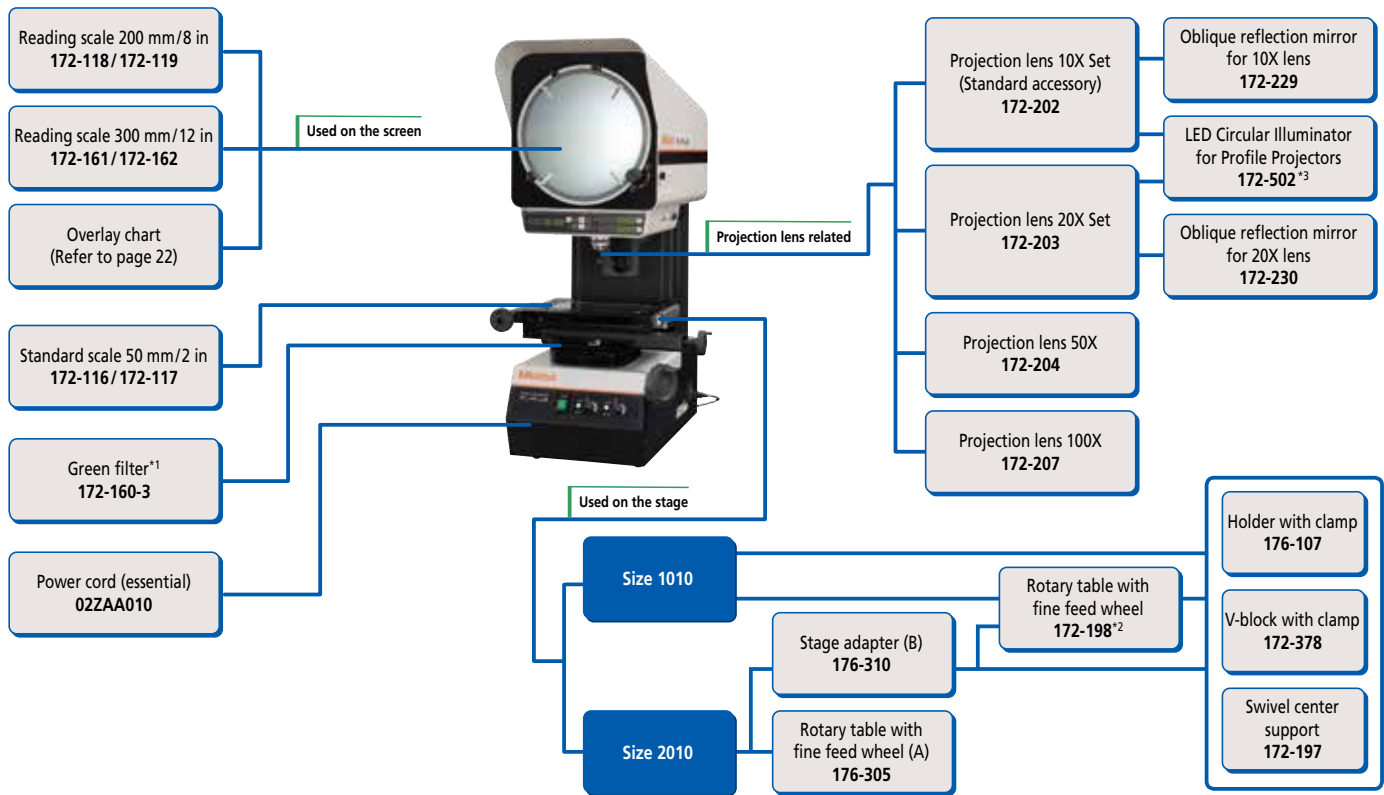 Reading scale 200 mm/8 in
172-118/172-119
Reading scale 300 mm/12 in
172-161/172-162
Overlay chart
(Refer to page 22)
Standard scale 50 mm/2 in
172-116/172-117
Green filter*1
172-160-3
Power cord (essential)
02ZAA010
Used on the screen
Projection lens related
Used on the stage
Mitutoyo
Projection lens 10X Set
(Standard accessory)
172-202
Projection lens 20X Set
172-203
Projection lens 50X
172-204
Projection lens 100X
172-207
Oblique reflection mirror
for 10X lens
172-229
LED Circular Illuminator
for Profile Projectors
172-502*3
Oblique reflection mirror
for 20X lens
172-230
Size 1010
Size 2010
Stage adapter (B)
176-310
Rotary table with
fine feed wheel (A)
176-305
Rotary table with
fine feed wheel
172-198*2
Holder with clamp
176-107
V-block with clamp
172-378
Swivel center
support
172-197